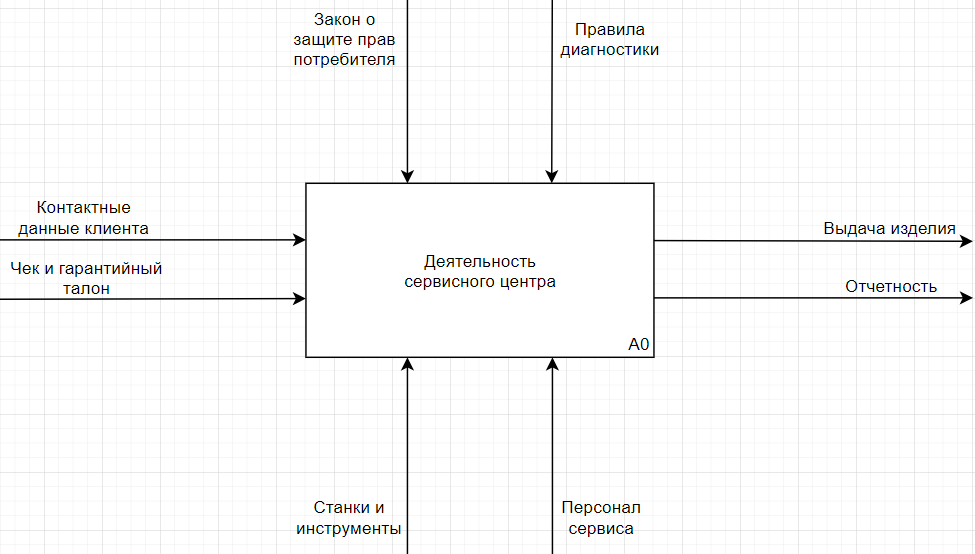 Закон о
защите прав
потребителя
Правила
диагностики
Контактные
данные клиента
Чек и гарантийный
талон
Деятельность
сервисного центра
A0
Выдача изделия
Отчетность
Станки и
инструменты
Персонал
сервиса